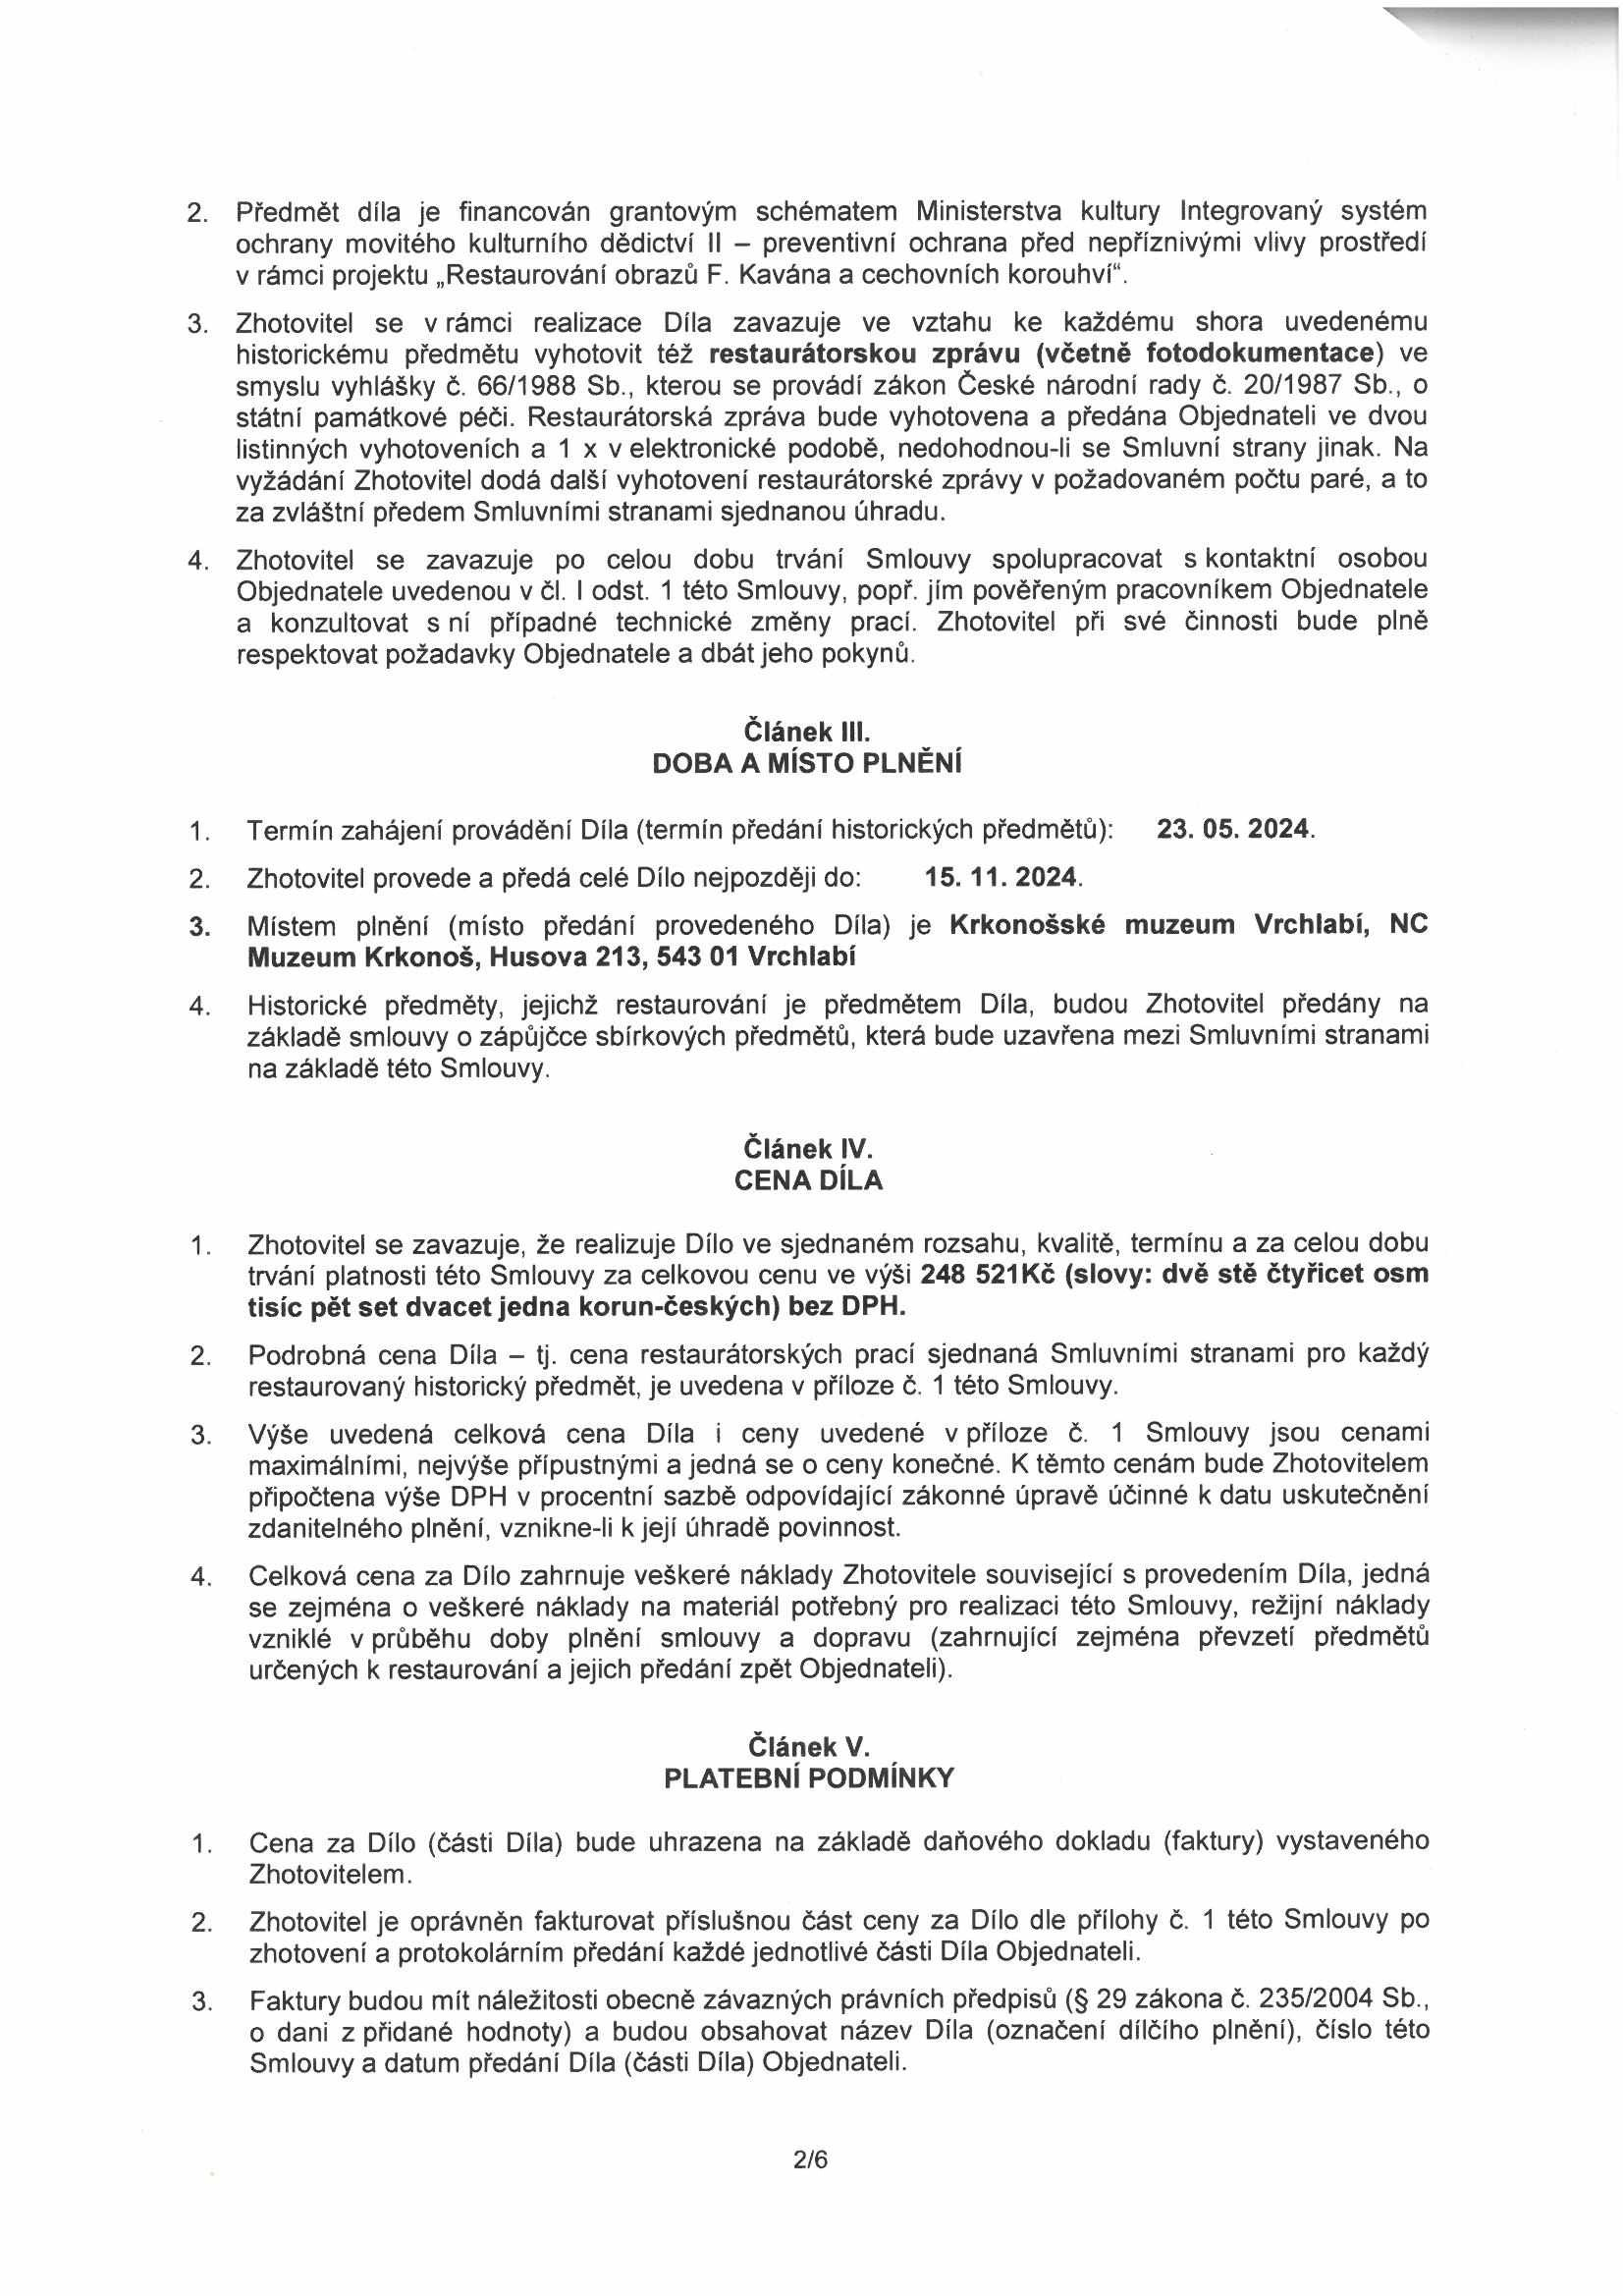 2. Předmět díla je financován grantovým schématem Ministerstva kultury Integrovaný systém
ochrany movitého kulturního dědictví II – preventivní ochrana před nepříznivými vlivy prostředí
v rámci projektu „Restaurování obrazů F. Kavána a cechovních korouhví“.
3. Zhotovitel se v rámci realizace Díla zavazuje ve vztahu ke každému shora uvedenému
historickému předmětu vyhotovit též restaurátorskou zprávu (včetně fotodokumentace) ve
smyslu vyhlášky č. 66/1988 Sb., kterou se provádí zákon České národní rady č. 20/1987 Sb., o
státní památkové péči. Restaurátorská zpráva bude vyhotovena a předána Objednateli ve dvou
listinných vyhotoveních a 1 x v elektronické podobě, nedohodnou-li se Smluvní strany jinak. Na
vyžádání Zhotovitel dodá další vyhotovení restaurátorské zprávy v požadovaném počtu paré, a to
za zvláštní předem Smluvními stranami sjednanou úhradu.
4. Zhotovitel se zavazuje po celou dobu trvání Smlouvy spolupracovat s kontaktní osobou
Objednatele uvedenou v čl. I odst. 1 této Smlouvy, popř. jím pověřeným pracovníkem Objednatele
a konzultovat s ní případné technické změny prací. Zhotovitel při své činnosti bude plně
respektovat požadavky Objednatele a dbát jeho pokynů.
Článek III.
DOBA A MÍSTO PLNĚNÍ
1. Termín zahájení provádění Díla (termín předání historických předmětů): 23. 05. 2024.
2. Zhotovitel provede a předá celé Dílo nejpozději do: 15. 11. 2024.
3. Místem plnění (místo předání provedeného Díla) je Krkonošské muzeum Vrchlabí, NC
Muzeum Krkonoš, Husova 213, 543 01 Vrchlabí
4. Historické předměty, jejichž restaurování je předmětem Díla, budou Zhotovitel předány na
základě smlouvy o zápůjčce sbírkových předmětů, která bude uzavřena mezi Smluvními stranami
na základě této Smlouvy.
Článek IV.
CENA DÍLA
1. Zhotovitel se zavazuje, že realizuje Dílo ve sjednaném rozsahu, kvalitě, termínu a za celou dobu
trvání platnosti této Smlouvy za celkovou cenu ve výši 248 521Kč (slovy: dvě stě čtyřicet osm
tisíc pět set dvacet jedna korun-českých) bez DPH.
2. Podrobná cena Díla – tj. cena restaurátorských prací sjednaná Smluvními stranami pro každý
restaurovaný historický předmět, je uvedena v příloze č. 1 této Smlouvy.
3. Výše uvedená celková cena Díla i ceny uvedené v příloze č. 1 Smlouvy jsou cenami
maximálními, nejvýše přípustnými a jedná se o ceny konečné. K těmto cenám bude Zhotovitelem
připočtena výše DPH v procentní sazbě odpovídající zákonné úpravě účinné k datu uskutečnění
zdanitelného plnění, vznikne-li k její úhradě povinnost.
4. Celková cena za Dílo zahrnuje veškeré náklady Zhotovitele související s provedením Díla, jedná
se zejména o veškeré náklady na materiál potřebný pro realizaci této Smlouvy, režijní náklady
vzniklé v průběhu doby plnění smlouvy a dopravu (zahrnující zejména převzetí předmětů
určených k restaurování a jejich předání zpět Objednateli).
Článek V.
PLATEBNÍ PODMÍNKY
1. Cena za Dílo (části Díla) bude uhrazena na základě daňového dokladu (faktury) vystaveného
Zhotovitelem.
2. Zhotovitel je oprávněn fakturovat příslušnou část ceny za Dílo dle přílohy č. 1 této Smlouvy po
zhotovení a protokolárním předání každé jednotlivé části Díla Objednateli.
3. Faktury budou mít náležitosti obecně závazných právních předpisů (§ 29 zákona č. 235/2004 Sb.,
o dani z přidané hodnoty) a budou obsahovat název Díla (označení dílčího plnění), číslo této
Smlouvy a datum předání Díla (části Díla) Objednateli.
2/6